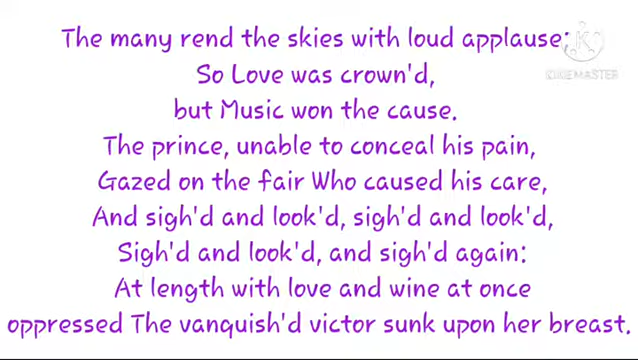 The many rend the skies with loud applause;
So Love was crown'd,
but Music won the cause.
The prince, unable to conceal his pain,
Gazed on the fair Who caused his care,
And sigh'd and look'd, sigh'd and look'd,
Sigh'd and look'd, and sigh'd again:
At length with love and wine at once
oppressed The vanquish'd victor sunk upon her breast.
KINEMASTER